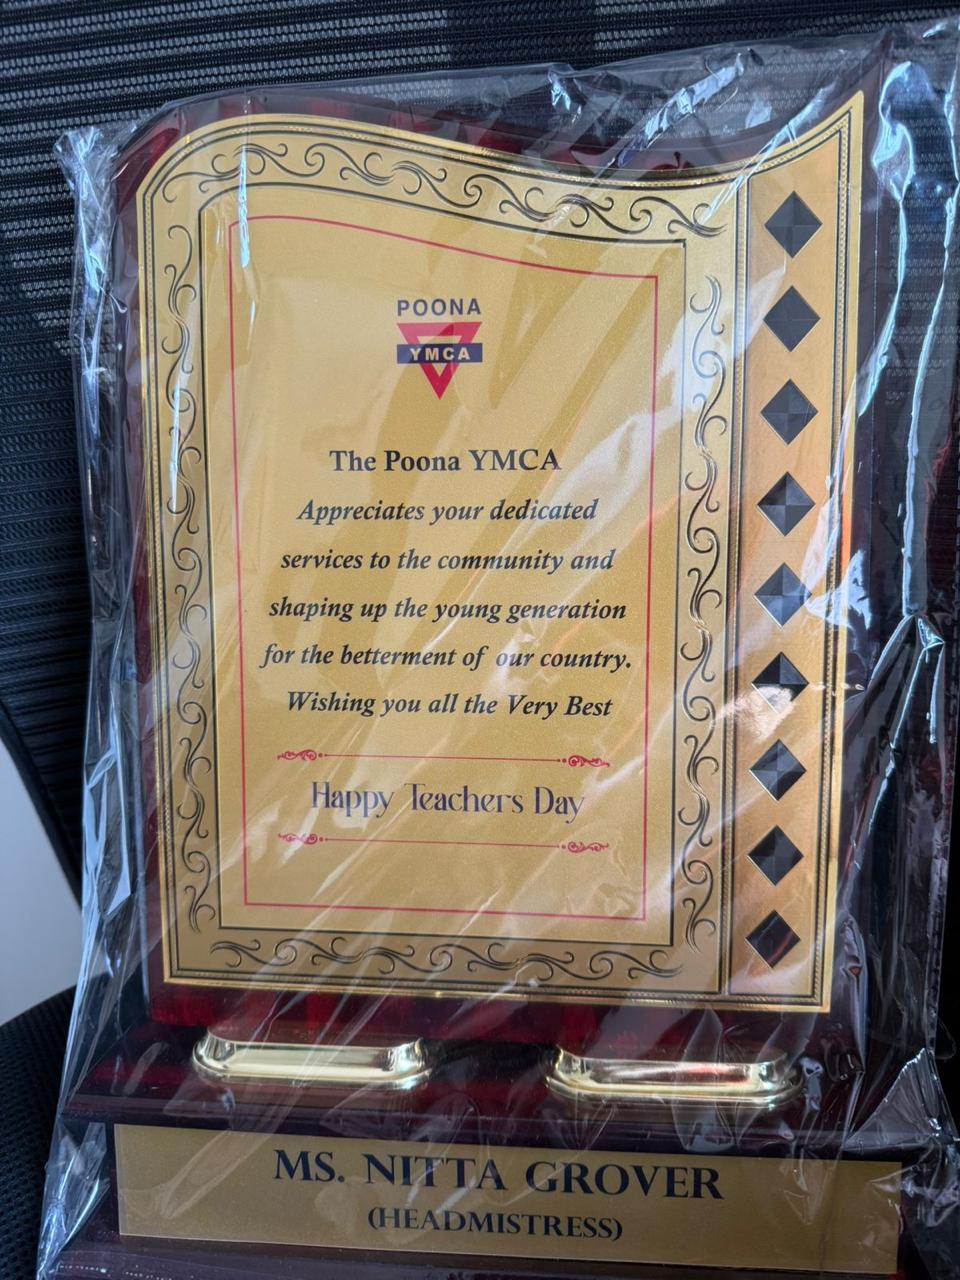 POONA
YMCA
The Poona YMCA
Appreciates your dedicated
services to the community and
shaping up the young generation
for the betterment of our country.
Wishing you all the Very Best
Happy Teachers Day
MS. NITTA GROVER
(HEADMISTRESS)